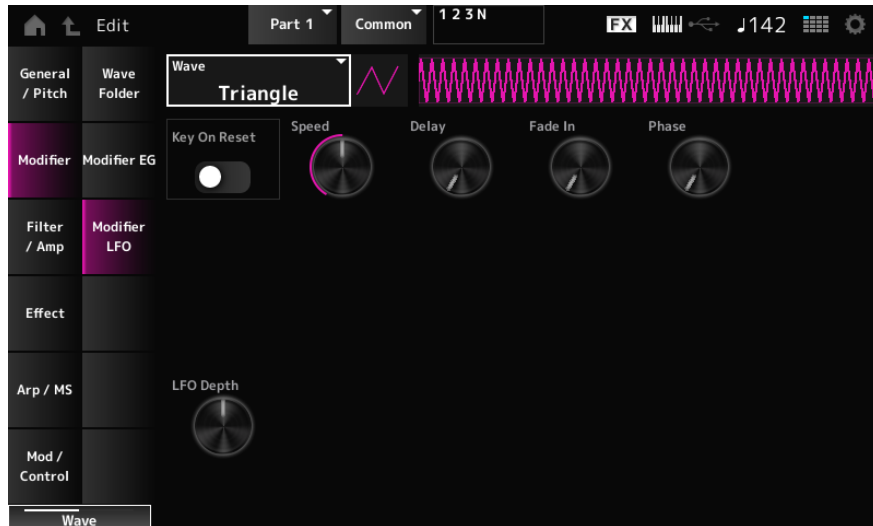 Edit
Part 1
Common
1 2 3 N
FX
♩142
General
/ Pitch
Wave
Folder
Wave
Triangle
Modifier
Modifier EG
Key On Reset
Speed
Delay
Fade In
Phase
Filter
/ Amp
Modifier
LFO
Effect
Arp / MS
LFO Depth
Mod /
Control
Wave